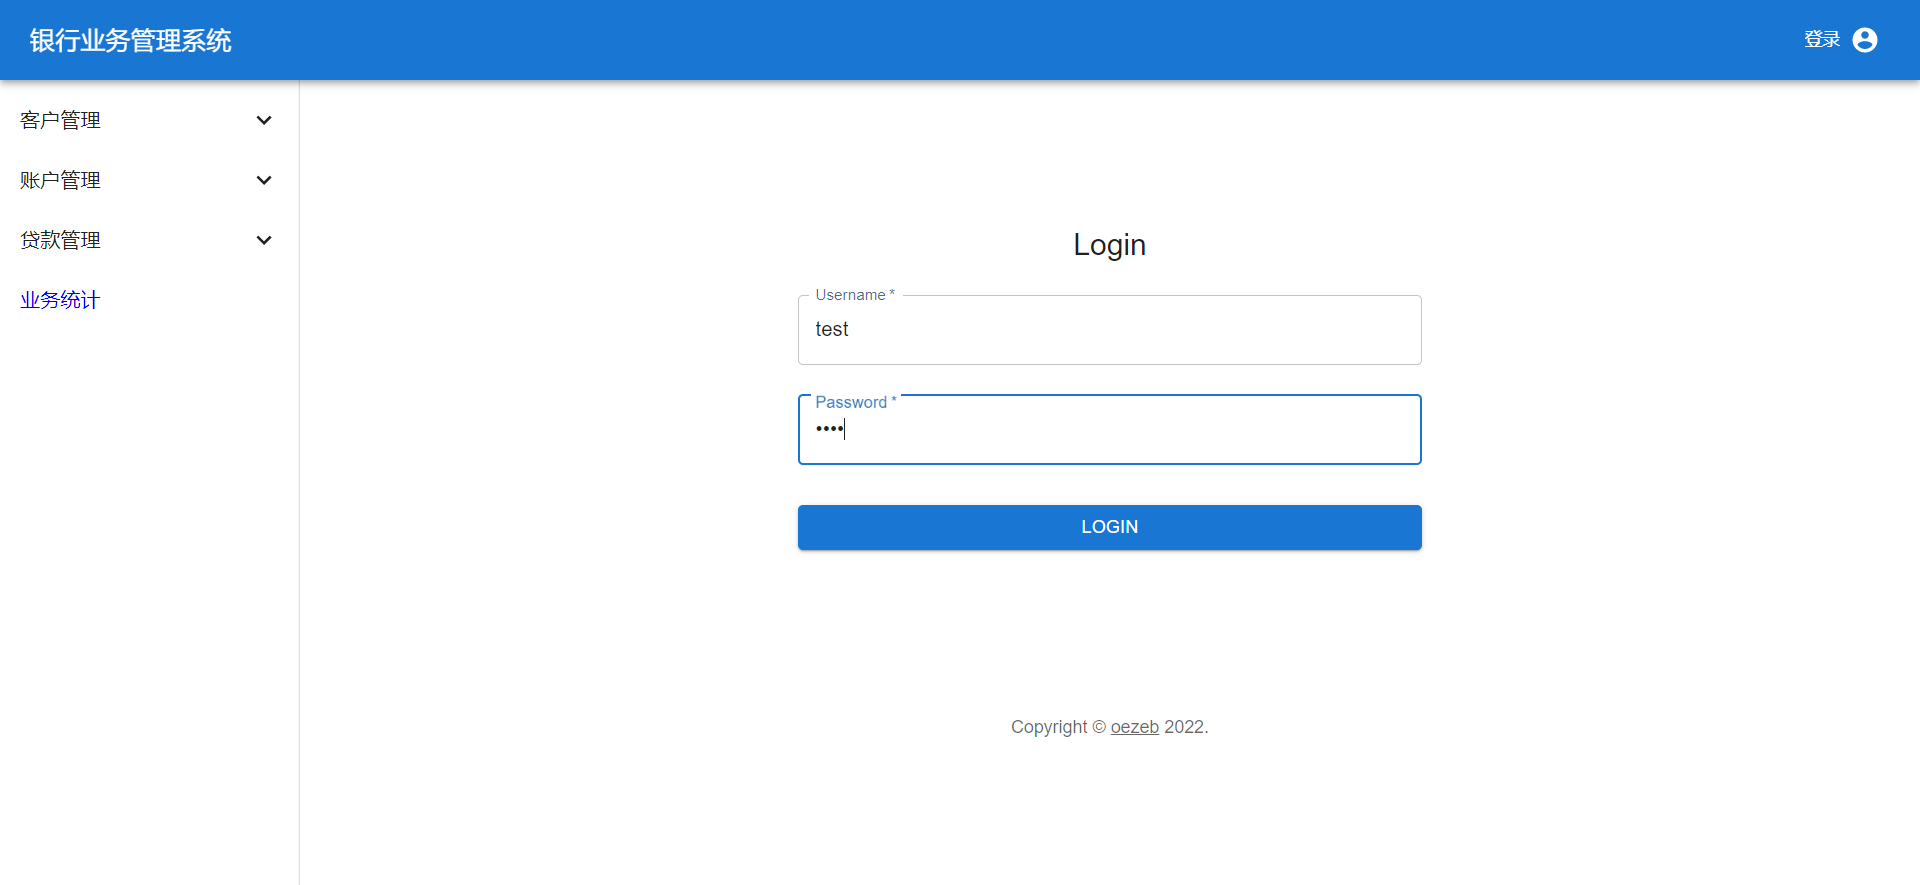 银行业务管理系统
登录
客户管理
账户管理
贷款管理
业务统计
Login
Username *
test
Password *
••••
LOGIN
Copyright © oezeb 2022.